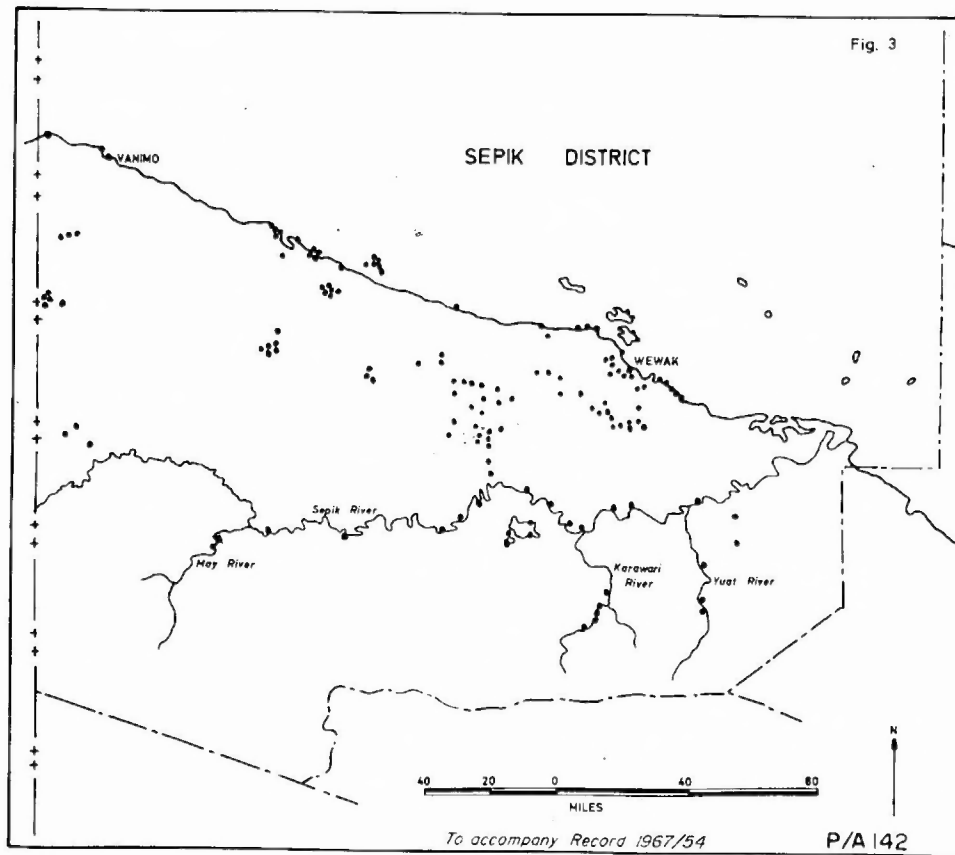 Fig. 3
VANIMO
SEPIK DISTRICT
WEWAK
Sepik River
May River
Karawari
River
Yuat River
N
40 20 0 40 80
MILES
To accompany Record 1967/54
P/A 142